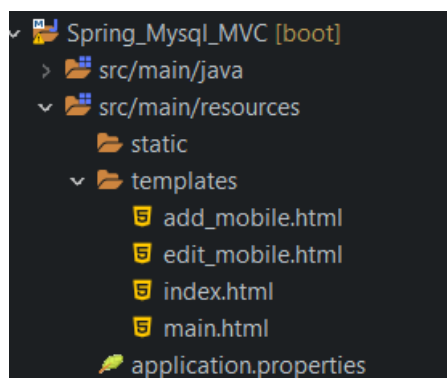 Spring_Mysql_MVC [boot]
src/main/java
src/main/resources
static
templates
add_mobile.html
edit_mobile.html
index.html
main.html
application.properties